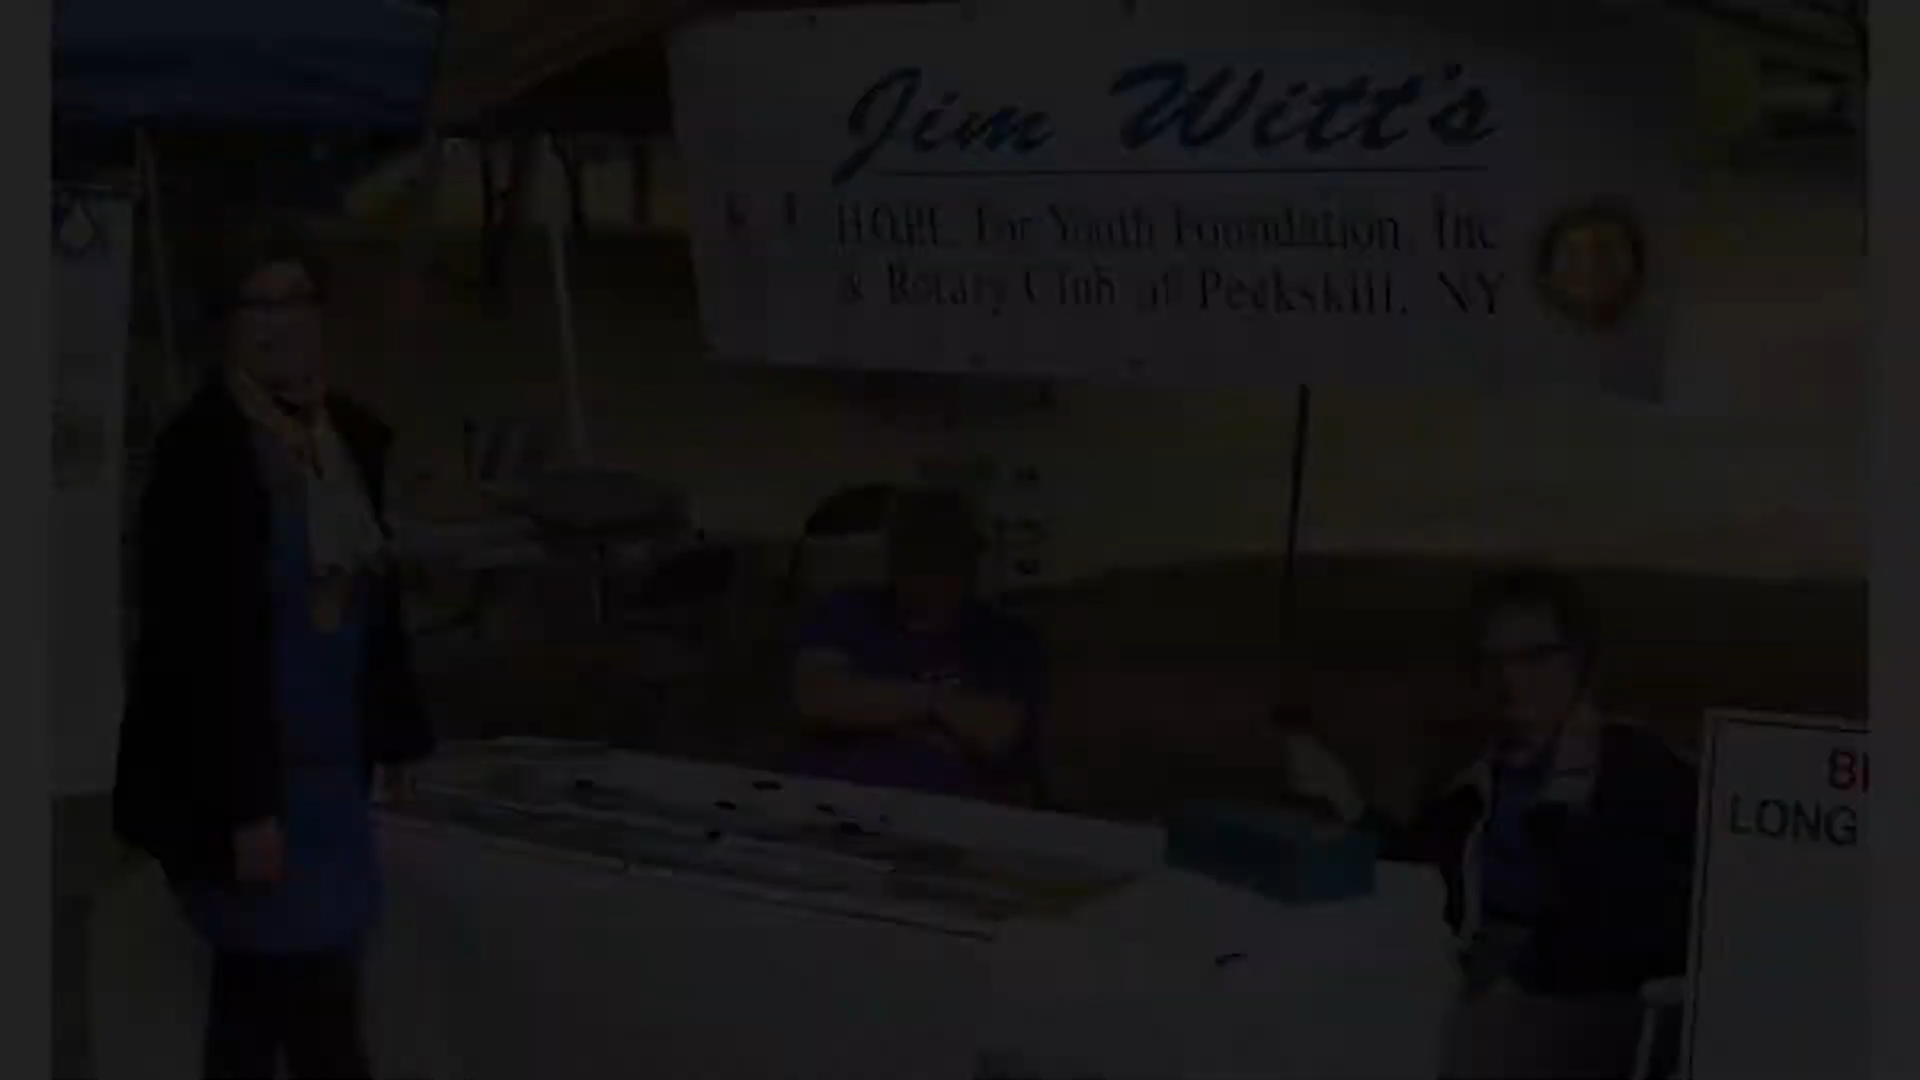 Jim Witt's
HOPE For Youth Foundation, Inc
& Rotary Club of Peekskill, NY
LONG